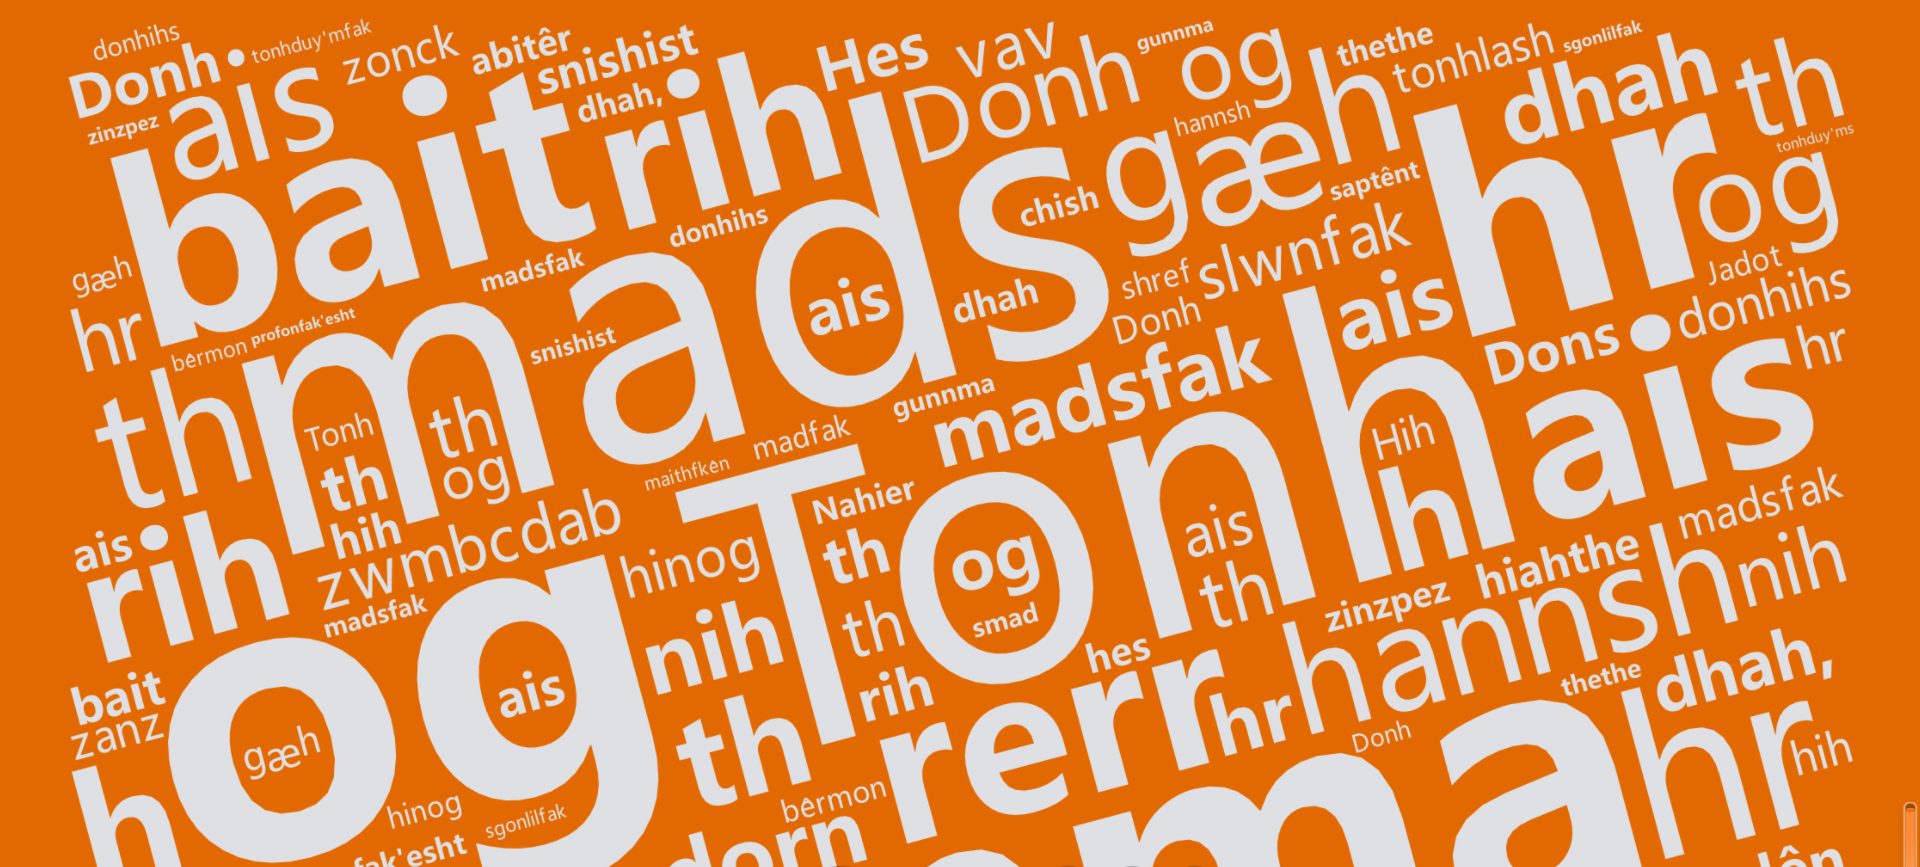 donhihs
tonhduy'mfak
Donh
zinzpez
ais
zonck
abitêr
snishist
dhah,
baitrih
Hes
vav
Donh
gunnma
og
hannsh
thethe
tonhlash
sgonlilfak
dhah
th
tonhduy'ms
gæh
hr
bêrmon
profonfak'esht
madsfak
donhihs
mads
ais
dhah
chish
gæh
saptênt
shref
slwnfak
Donh
hr
og
Jadot
ais
Dons
donhihs
hr
th
Tonh
th
th
og
hih
snishist
maithfkên
madfak
gunnma
madsfak
Tonh
Hih
h
ais
ais
rih
zwmbcdab
madsfak
hinog
Nahier
th
og
smad
th
ais
th
madsfak
hiahthe
zinzpez
hannsh
nih
bait
zanz
h
og
gæh
ais
nih
th
rih
hes
rerr
hr
thethe
dhah,
Donh
hr
hih
hinog
sgonlilfak
fak'esht
bêrmon
dorn
ma
lên